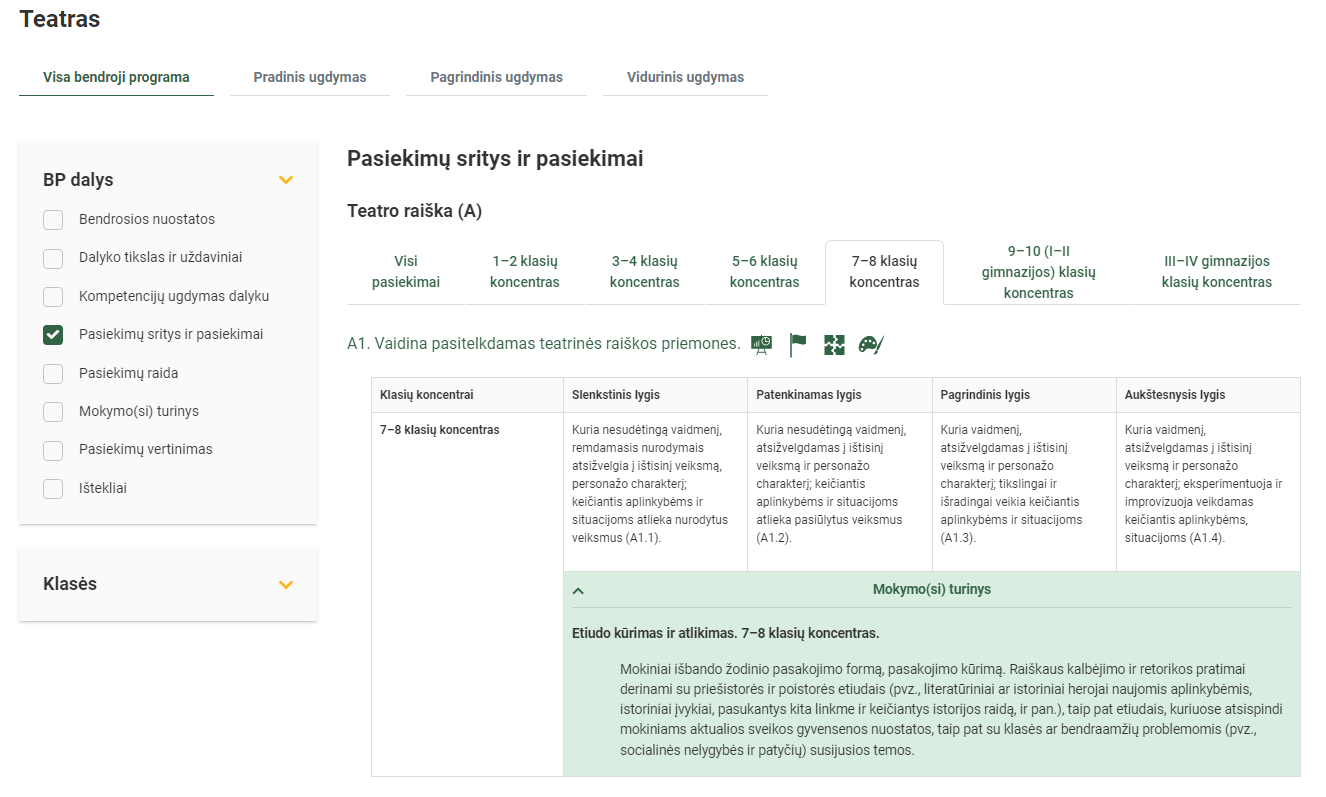 Teatras
Visa bendroji programa
Pradinis ugdymas
Pagrindinis ugdymas
Vidurinis ugdymas
BP dalys
Bendrosios nuostatos
Dalyko tikslas ir uždaviniai
Kompetencijų ugdymas dalyku
Pasiekimų sritys ir pasiekimai
Pasiekimų raida
Mokymo(si) turinys
Pasiekimų vertinimas
Ištekliai
Klasės
Pasiekimų sritys ir pasiekimai
Teatro raiška (A)
Visi
pasiekimai
1–2 klasių
koncentras
3–4 klasių
koncentras
5–6 klasių
koncentras
7–8 klasių
koncentras
9–10 (I–II
gimnazijos) klasių
koncentras
III–IV gimnazijos
klasių koncentras
A1. Vaidina pasitelkdamas teatrinės raiškos priemones.
Klasių koncentrai
Slenkstinis lygis
Patenkinamas lygis
Pagrindinis lygis
Aukštesnysis lygis
7–8 klasių koncentras
Kuria nesudėtingą vaidmenį,
remdamasis nurodymais
atsižvelgia į ištisinį veiksmą,
personažo charakterį;
keičiantis aplinkybėms ir
situacijoms atlieka nurodytus
veiksmus (A1.1).
Kuria nesudėtingą vaidmenį,
atsižvelgdamas į ištisinį
veiksmą ir personažo
charakterį; keičiantis
aplinkybėms ir situacijoms
atlieka pasiūlytus veiksmus
(A1.2).
Kuria vaidmenį,
atsižvelgdamas į ištisinį
veiksmą ir personažo
charakterį; tikslingai ir
išradingai veikia keičiantis
aplinkybėms ir situacijoms
(A1.3).
Kuria vaidmenį,
atsižvelgdamas į ištisinį
veiksmą ir personažo
charakterį; eksperimentuoja ir
improvizuoja veikdamas
keičiantis aplinkybėms,
situacijoms (A1.4).
Mokymo(si) turinys
Etiudo kūrimas ir atlikimas. 7–8 klasių koncentras.
Mokiniai išbando žodinio pasakojimo formą, pasakojimo kūrimą. Raiškaus kalbėjimo ir retorikos pratimai
derinami su priešistorės ir poistorės etiudais (pvz., literatūriniai ar istoriniai herojai naujomis aplinkybėmis,
istoriniai įvykiai, pasukantys kita linkme ir keičiantys istorijos raidą, ir pan.), taip pat etiudais, kuriuose atsispindi
mokiniams aktualios sveikos gyvensenos nuostatos, taip pat su klasės ar bendraamžių problemomis (pvz.,
socialinės nelygybės ir patyčių) susijusios temos.